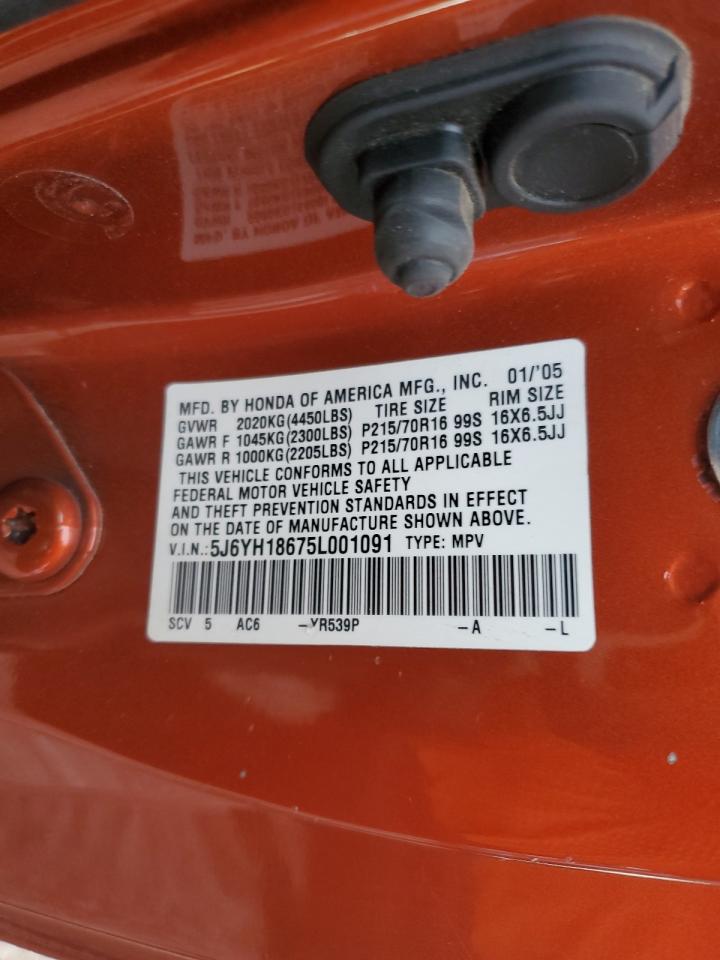 MFD. BY HONDA OF AMERICA MFG., INC. 01/'05
GVWR 2020KG(4450LBS) TIRE SIZE RIM SIZE
GAWR F 1045KG(2300LBS) P215/70R16 99S 16X6.5JJ
GAWR R 1000KG(2205LBS) P215/70R16 99S 16X6.5JJ
THIS VEHICLE CONFORMS TO ALL APPLICABLE
FEDERAL MOTOR VEHICLE SAFETY
AND THEFT PREVENTION STANDARDS IN EFFECT
ON THE DATE OF MANUFACTURE SHOWN ABOVE.
V.I.N.:5J6YH18675L001091 TYPE: MPV
SCV 5 AC6 -YR539P -A -L